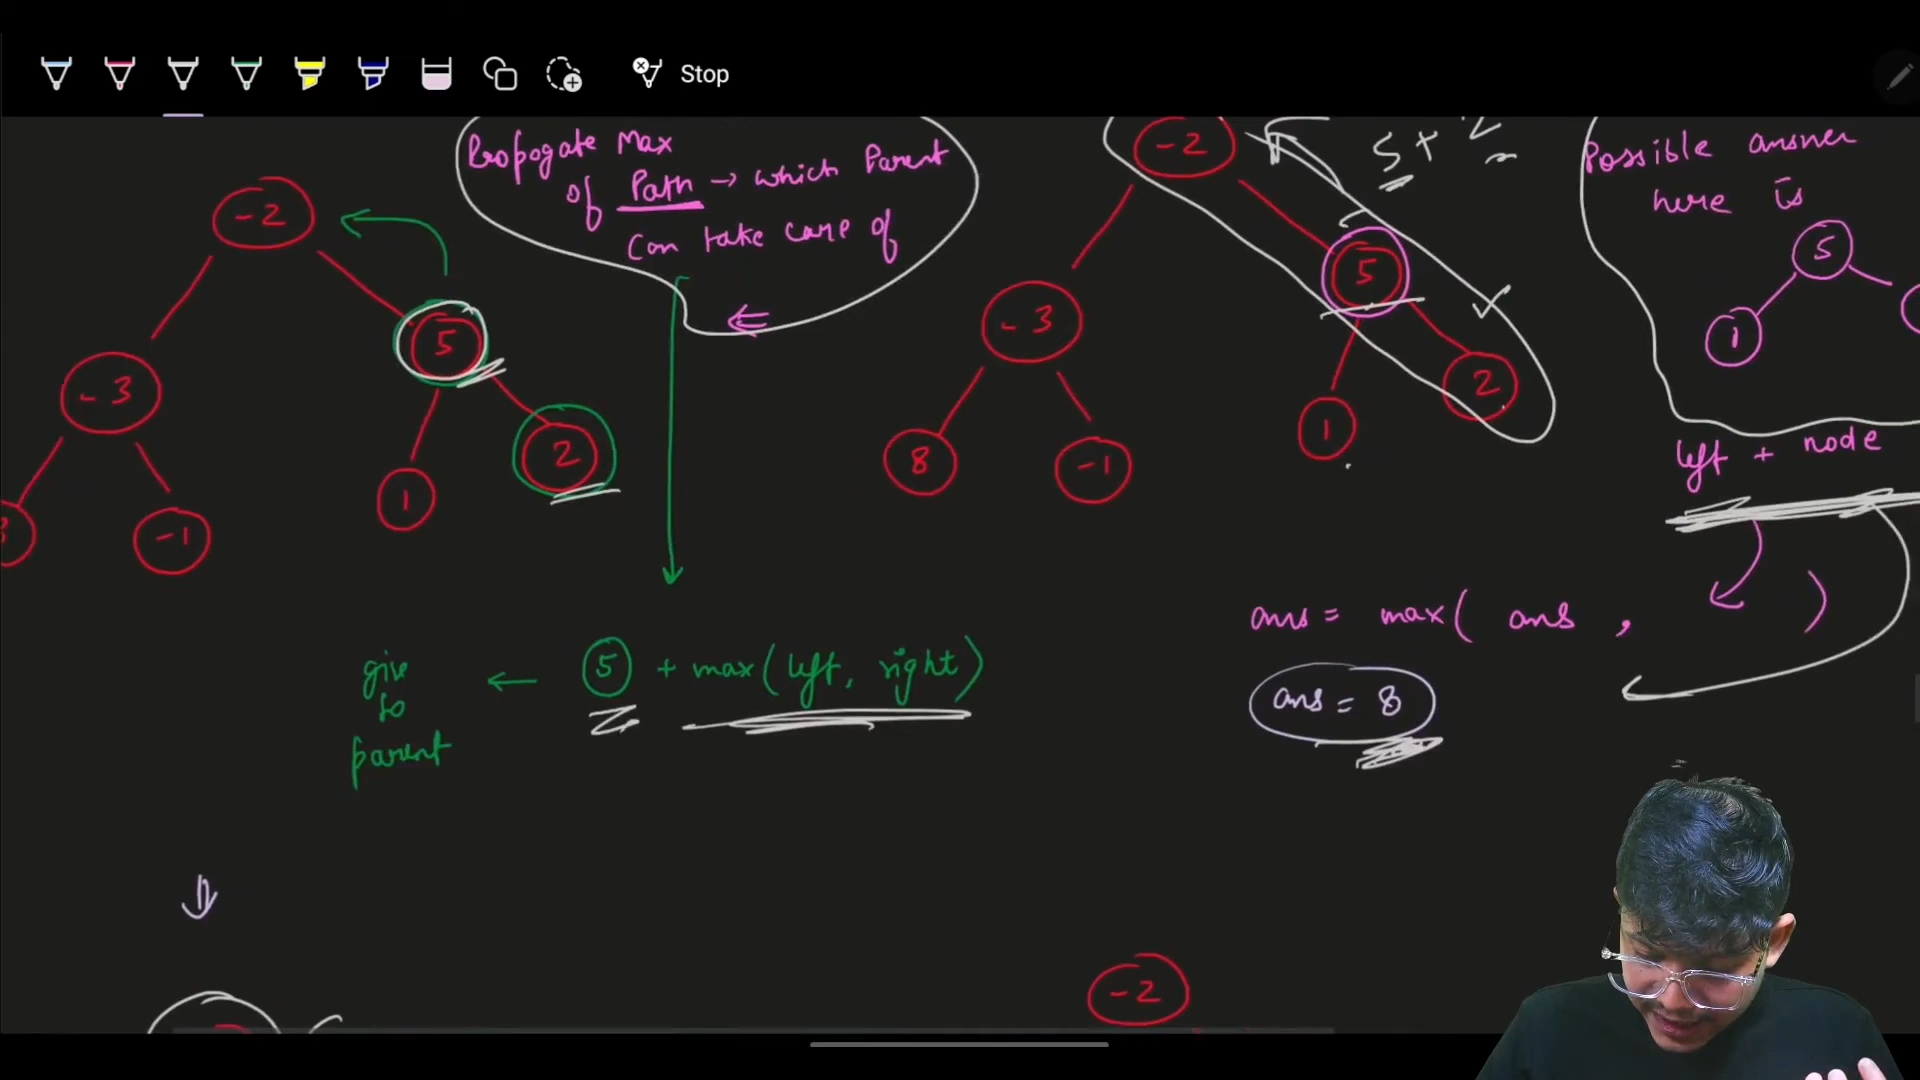 Stop
Propogate Max
of Path → which Parent
can take care of
-2
-3
5
-1
1
2
give
to
parent
← 5 + max(left, right)
-2
5 + 2
-3
5
8
-1
1
2
Possible answer
here is
5
1
left + node
ans = max( ans , )
ans = 8
-2